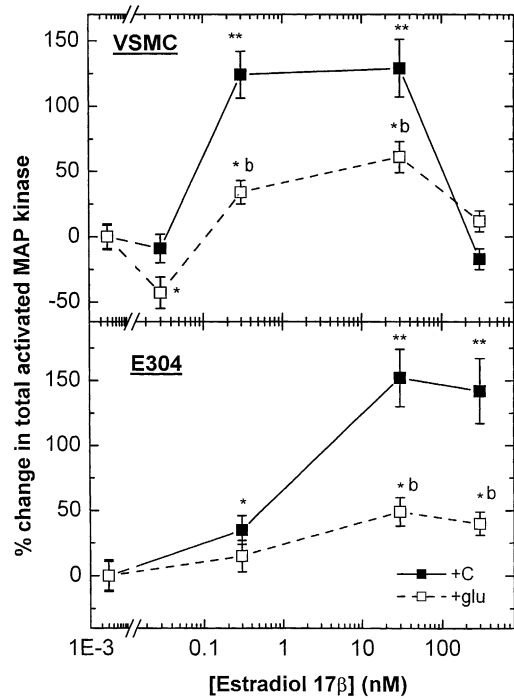 150
VSMC
**
**
100
* b
* b
50
0
*
-50
% change in total activated MAP kinase
E304
**
**
150
100
*
* b
* b
50
0
+C
+glu
1E-3
0.1
1
10
100
[Estradiol 17β] (nM)